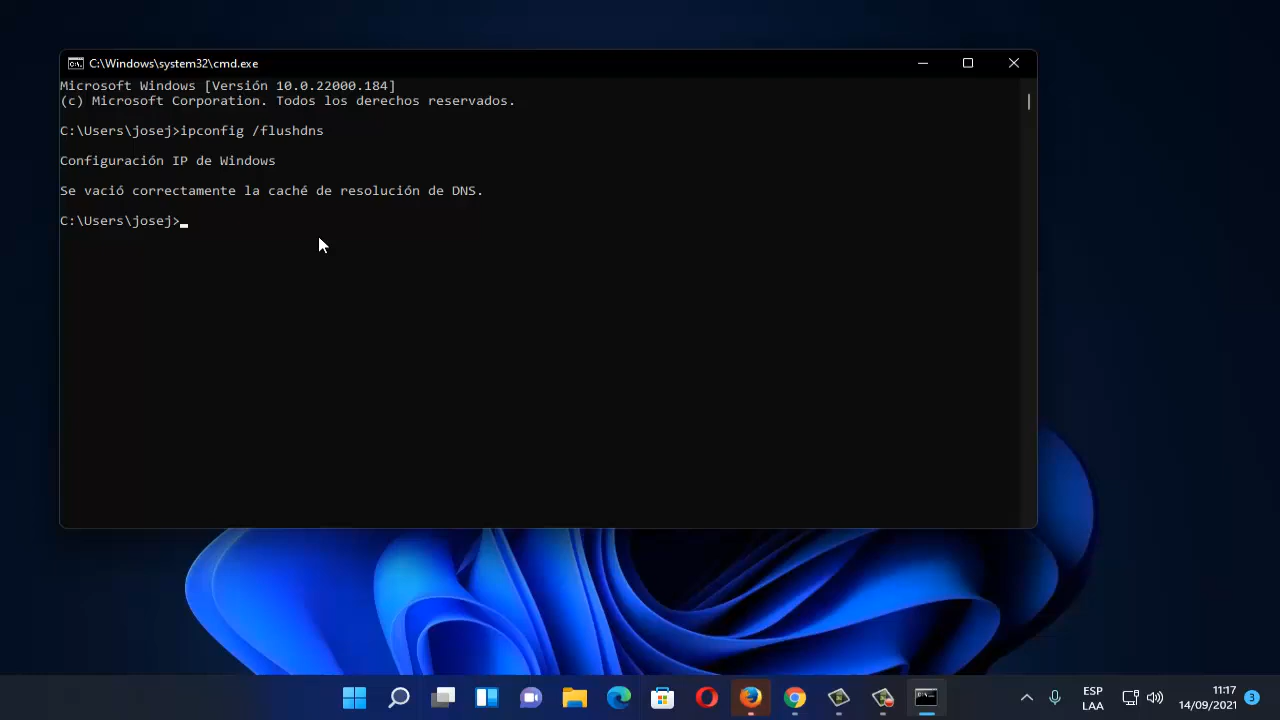 C:\Windows\system32\cmd.exe
Microsoft Windows [Versión 10.0.22000.184]
(c) Microsoft Corporation. Todos los derechos reservados.
C:\Users\josej>ipconfig /flushdns
Configuración IP de Windows
Se vació correctamente la caché de resolución de DNS.
C:\Users\josej>
ESP
LAA
11:17
14/09/2021
3